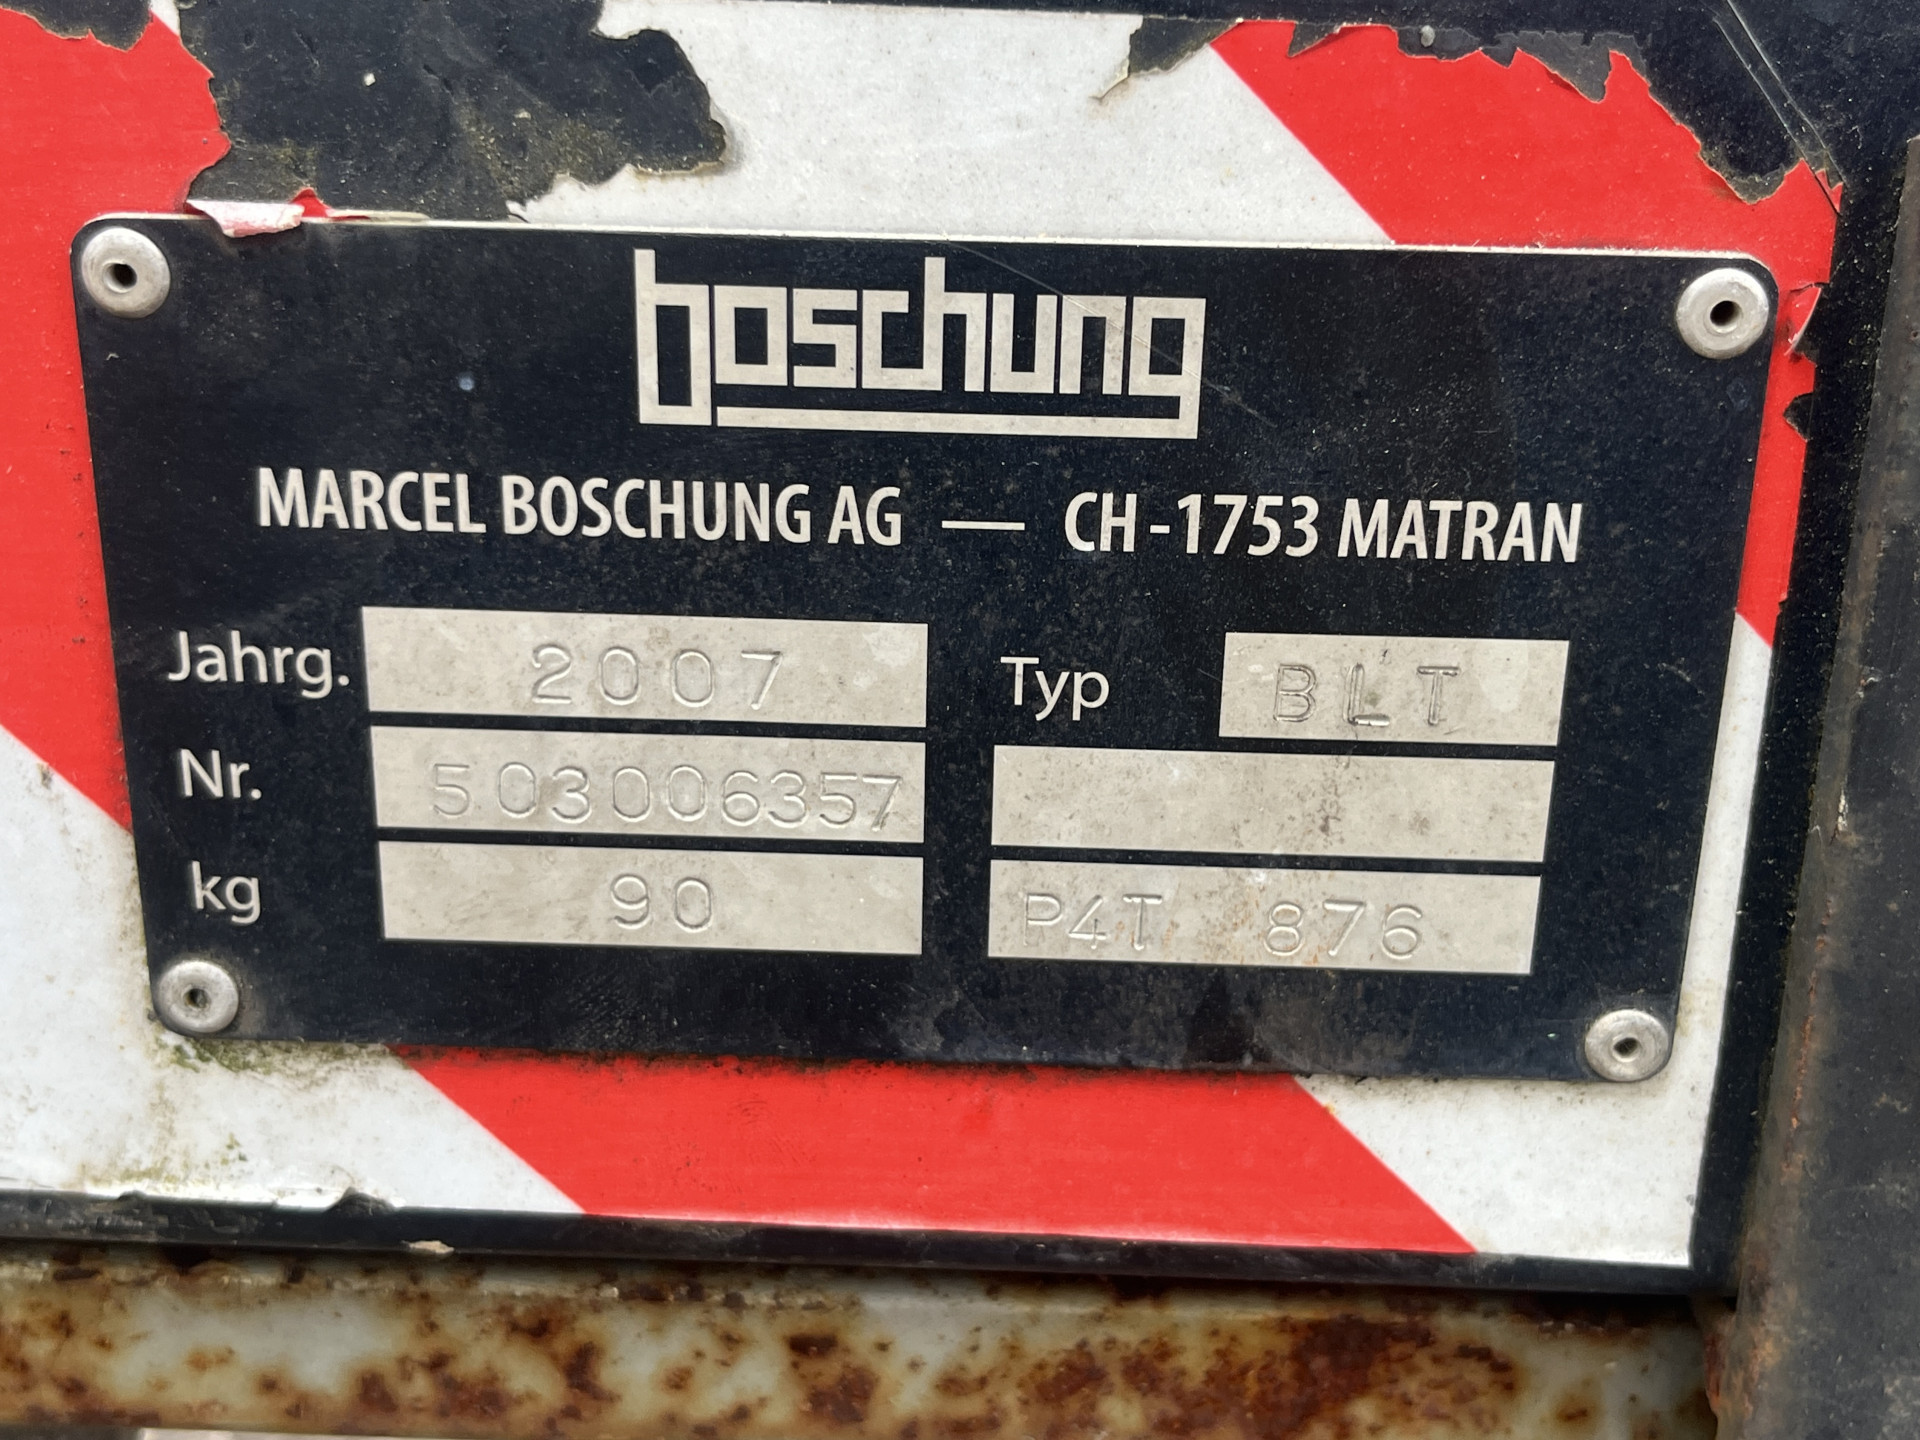 boschung
MARCEL BOSCHUNG AG — CH-1753 MATRAN
Jahrg. 2007 Typ BLT
Nr. 503006357
kg 90 P4T 876